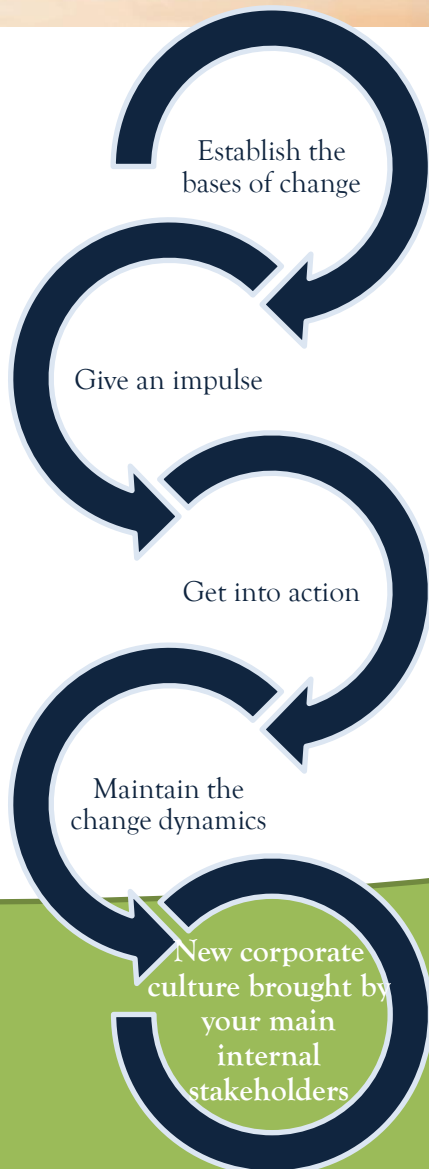 Establish the
bases of change
Give an impulse
Get into action
Maintain the
change dynamics
New corporate
culture brought by
your main
internal
stakeholders